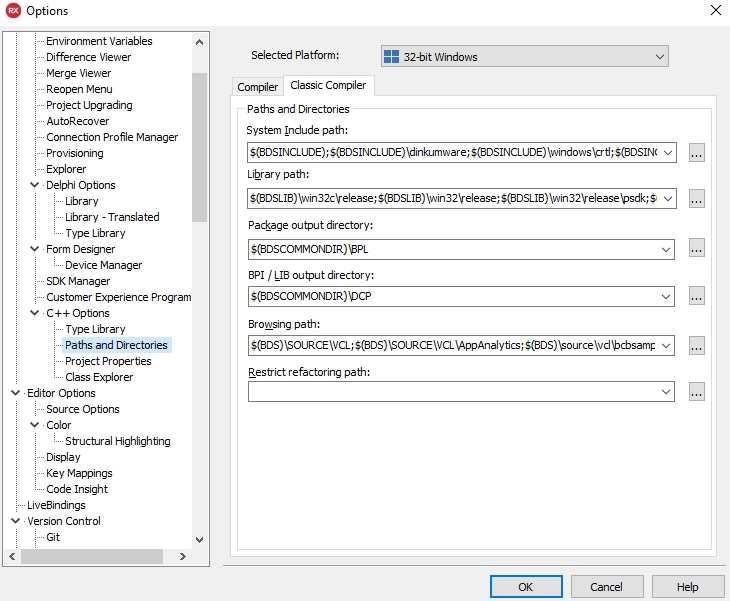 RX Options
Environment Variables
Difference Viewer
Merge Viewer
Reopen Menu
Project Upgrading
AutoRecover
Connection Profile Manager
Provisioning
Explorer
Delphi Options
Library
Library - Translated
Type Library
Form Designer
Device Manager
SDK Manager
Customer Experience Program
C++ Options
Type Library
Paths and Directories
Project Properties
Class Explorer
Editor Options
Source Options
Color
Structural Highlighting
Display
Key Mappings
Code Insight
LiveBindings
Version Control
Git
Selected Platform: 32-bit Windows
Compiler Classic Compiler
Paths and Directories
System Include path:
$(BDSINCLUDE);$(BDSINCLUDE)\dinkumware;$(BDSINCLUDE)\windows\crtl;$(BDSINC ...
Library path:
$(BDSLIB)\win32c\release;$(BDSLIB)\win32\release;$(BDSLIB)\win32\release\psdk;$( ...
Package output directory:
$(BDSCOMMONDIR)\BPL ...
BPI / LIB output directory:
$(BDSCOMMONDIR)\DCP ...
Browsing path:
$(BDS)\SOURCE\VCL;$(BDS)\SOURCE\VCL\AppAnalytics;$(BDS)\source\vcl\bcbsamp ...
Restrict refactoring path:
...
OK Cancel Help